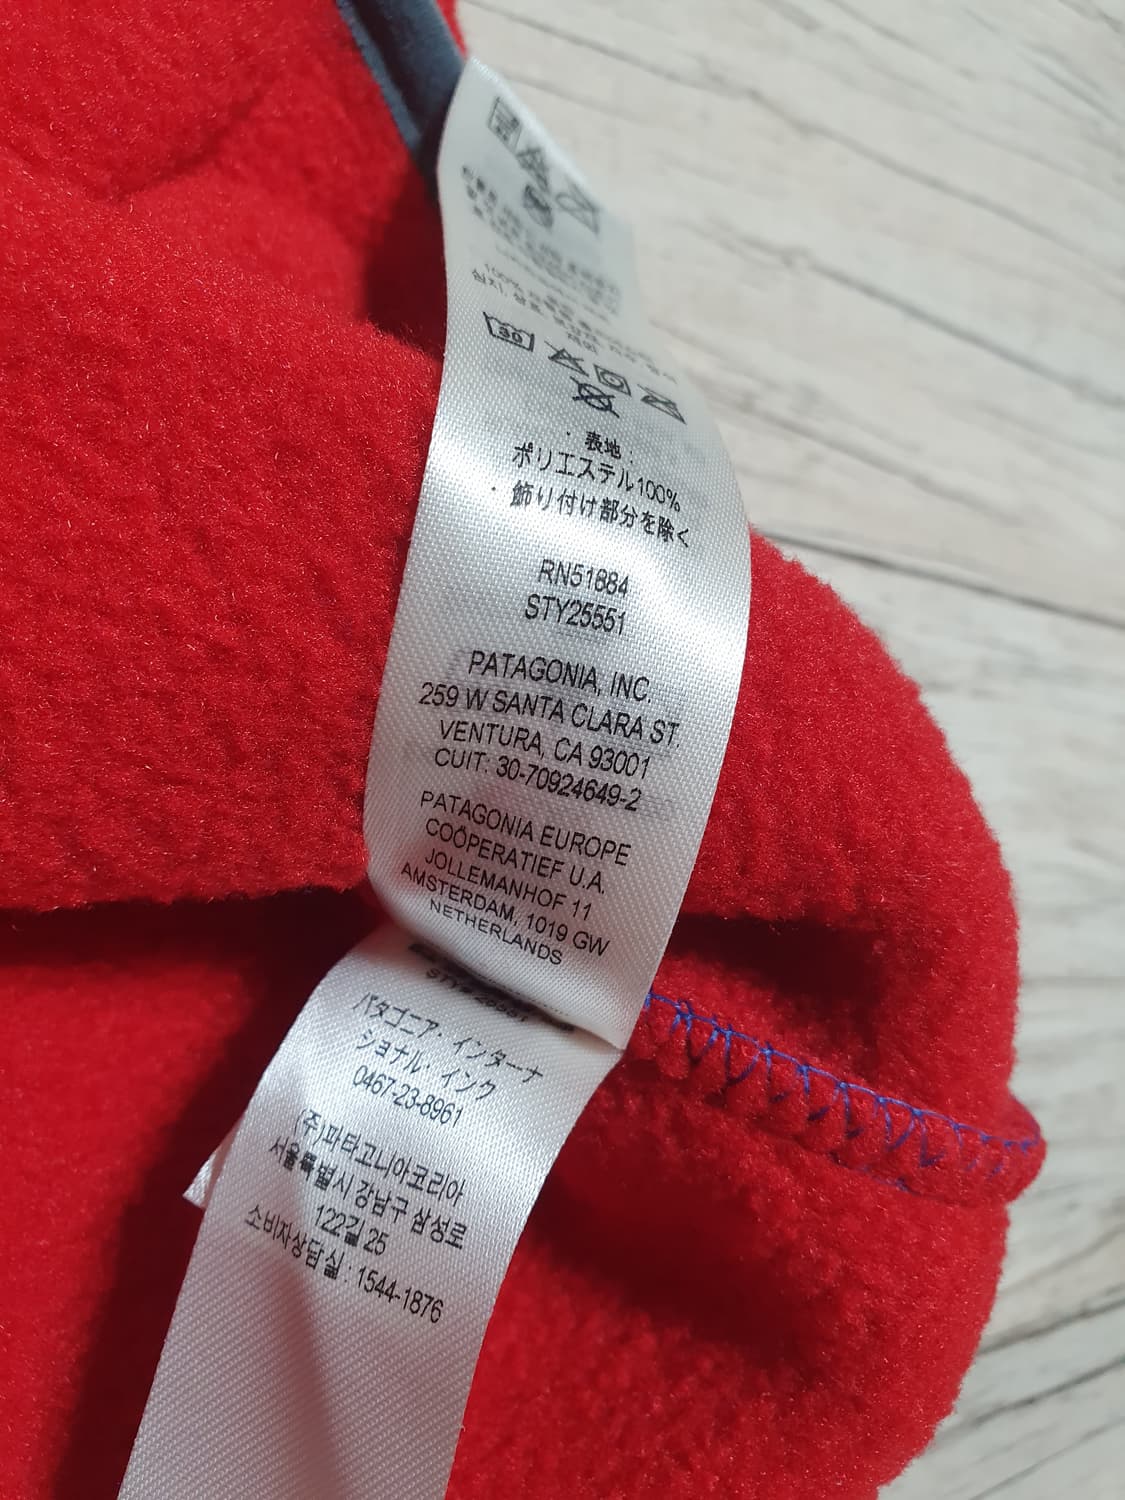 30
・表地：
ポリエステル100%
・飾り付け部分を除く
RN51884
STY25551
PATAGONIA, INC.
259 W SANTA CLARA ST.
VENTURA, CA 93001
CUIT: 30-70924649-2
PATAGONIA EUROPE
COÖPERATIEF U.A.
JOLLEMANHOF 11
AMSTERDAM, 1019 GW
NETHERLANDS
パタゴニア・インターナ
ショナル・インク
0467-23-8961
(주)파타고니아코리아
서울특별시 강남구 삼성로
122길 25
소비자상담실 : 1544-1876